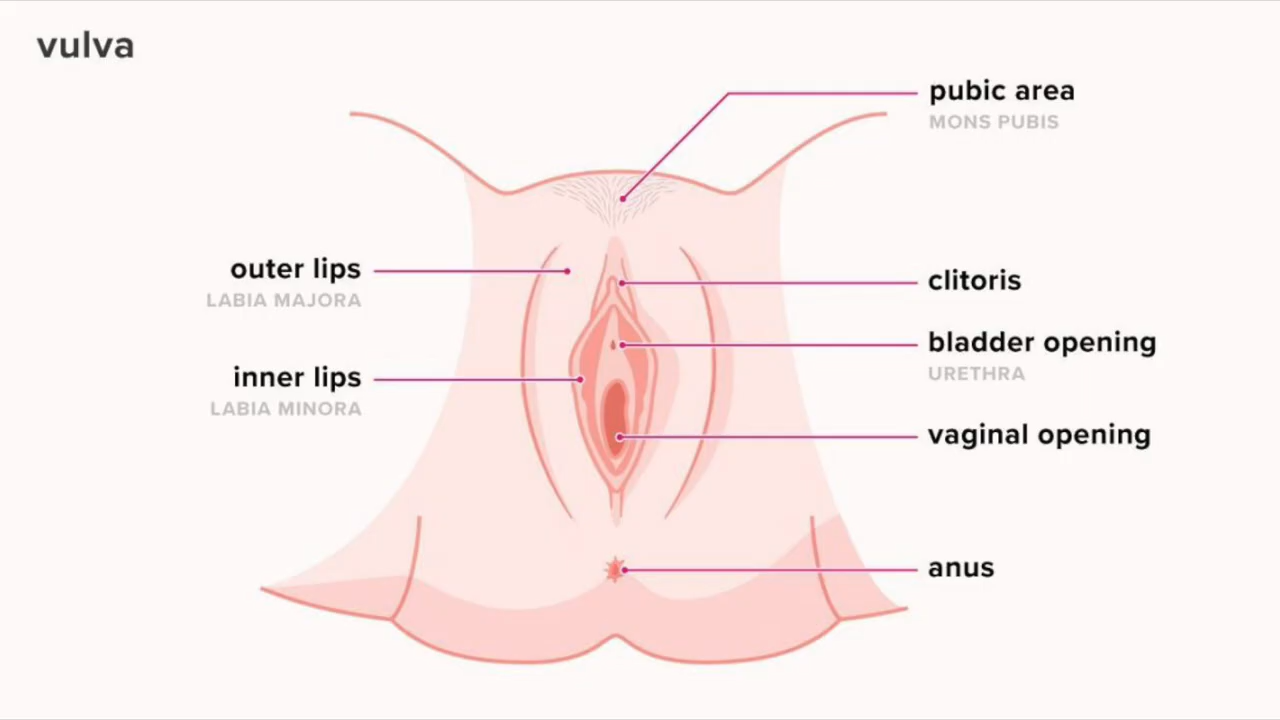 vulva
pubic area
MONS PUBIS
outer lips
LABIA MAJORA
clitoris
bladder opening
URETHRA
inner lips
LABIA MINORA
vaginal opening
anus